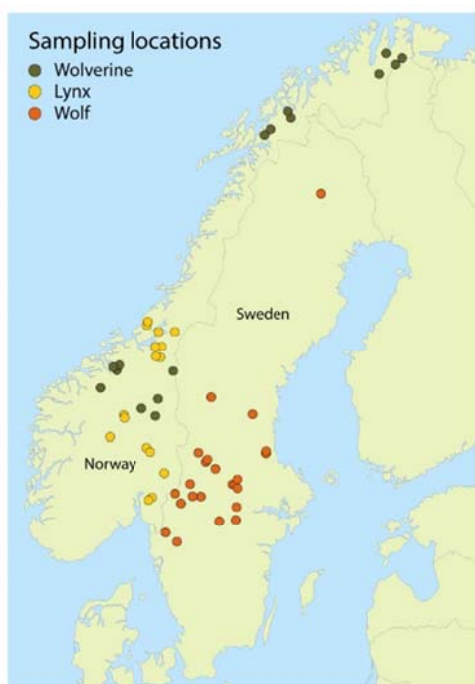 Sampling locations
Wolverine
Lynx
Wolf
Sweden
Norway